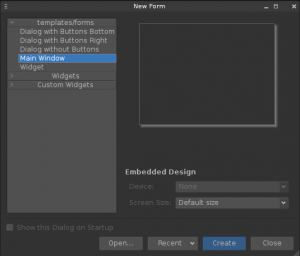 New Form
templates/forms
Dialog with Buttons Bottom
Dialog with Buttons Right
Dialog without Buttons
Main Window
Widget
Widgets
Custom Widgets
Embedded Design
Device: None
Screen Size: Default size
Show this Dialog on Startup
Open... Recent Create Close